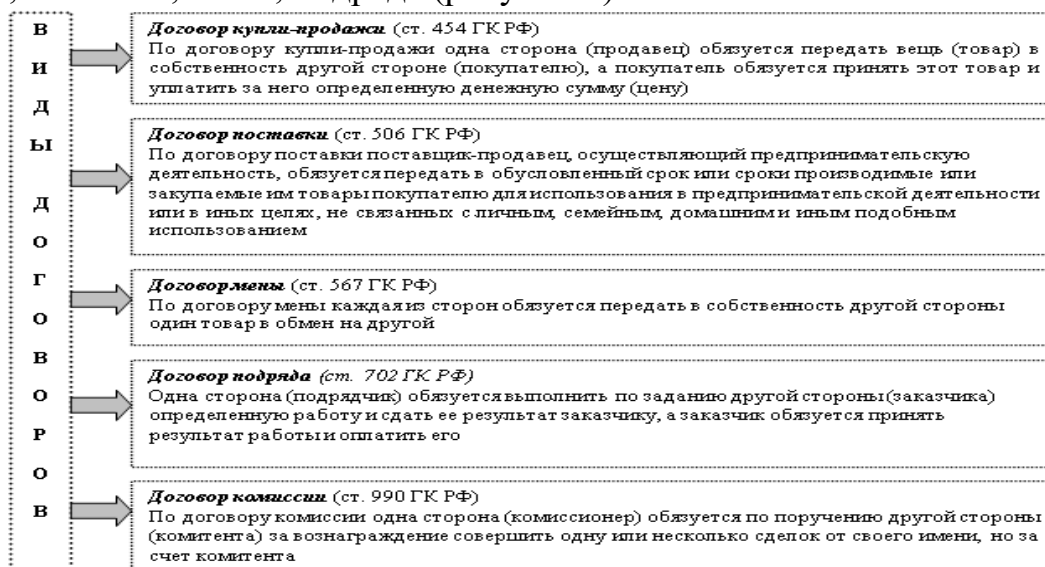 ВИДЫ ДОГОВОРОВ
Договор купли-продажи (ст. 454 ГК РФ)
По договору купли-продажи одна сторона (продавец) обязуется передать вещь (товар) в
собственность другой стороне (покупателю), а покупатель обязуется принять этот товар и
уплатить за него определенную денежную сумму (цену)
Договор поставки (ст. 506 ГК РФ)
По договору поставки поставщик-продавец, осуществляющий предпринимательскую
деятельность, обязуется передать в обусловленный срок или сроки производимые или
закупаемые им товары покупателю для использования в предпринимательской деятельности
или в иных целях, не связанных с личным, семейным, домашним и иным подобным
использованием
Договор мены (ст. 567 ГК РФ)
По договору мены каждая из сторон обязуется передать в собственность другой стороны
один товар в обмен на другой
Договор подряда (ст. 702 ГК РФ)
Одна сторона (подрядчик) обязуется выполнить по заданию другой стороны (заказчика)
определенную работу и сдать ее результат заказчику, а заказчик обязуется принять
результат работы и оплатить его
Договор комиссии (ст. 990 ГК РФ)
По договору комиссии одна сторона (комиссионер) обязуется по поручению другой стороны
(комитента) за вознаграждение совершить одну или несколько сделок от своего имени, но за
счет комитента